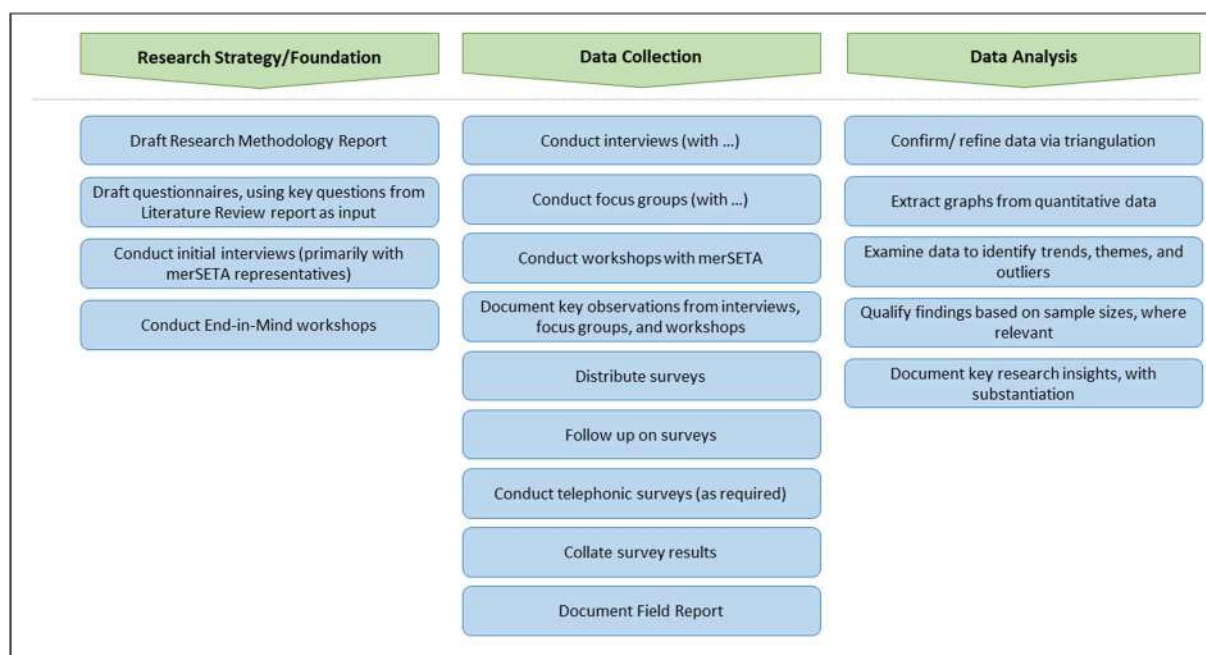 Research Strategy/Foundation
Draft Research Methodology Report
Draft questionnaires, using key questions from
Literature Review report as input
Conduct initial interviews (primarily with
merSETA representatives)
Conduct End-in-Mind workshops
Data Collection
Conduct interviews (with ...)
Conduct focus groups (with ...)
Conduct workshops with merSETA
Document key observations from interviews,
focus groups, and workshops
Distribute surveys
Follow up on surveys
Conduct telephonic surveys (as required)
Collate survey results
Document Field Report
Data Analysis
Confirm/ refine data via triangulation
Extract graphs from quantitative data
Examine data to identify trends, themes, and
outliers
Qualify findings based on sample sizes, where
relevant
Document key research insights, with
substantiation